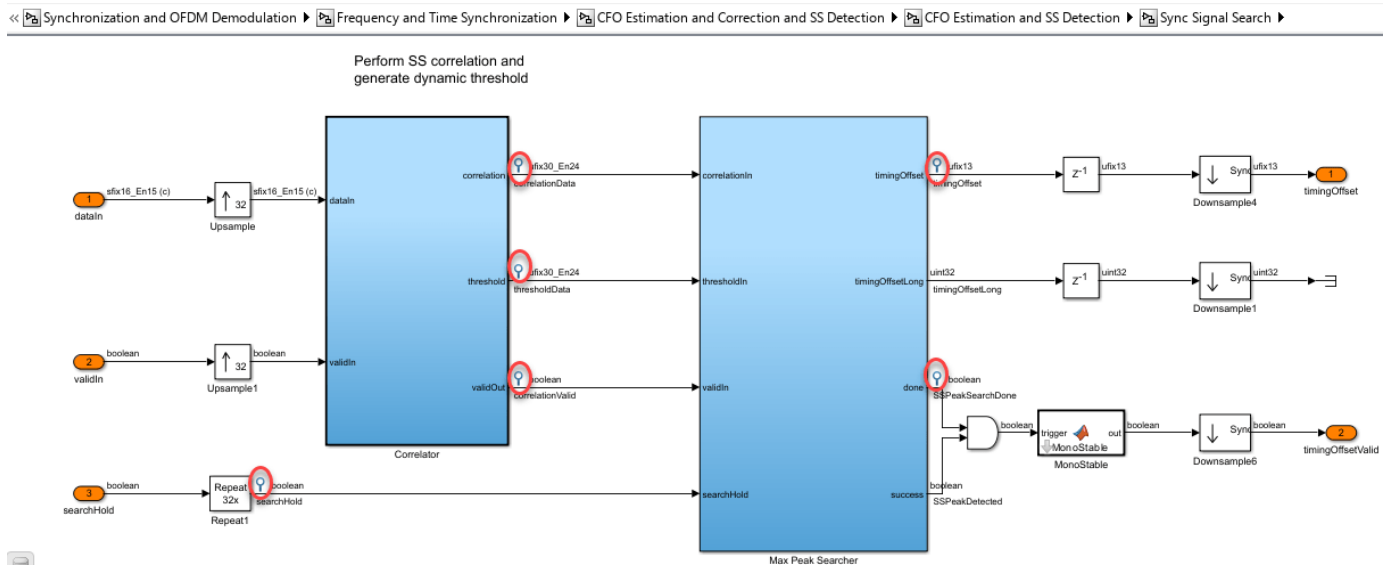 « Synchronization and OFDM Demodulation Frequency and Time Synchronization CFO Estimation and Correction and SS Detection CFO Estimation and SS Detection Sync Signal Search
Perform SS correlation and
generate dynamic threshold
1
dataIn
sfix16_En15 (c)
32
Upsample
sfix16_En15 (c)
2
validIn
boolean
32
Upsample1
boolean
3
searchHold
boolean
Repeat
32x
Repeat1
boolean
searchHold
dataIn
validIn
correlation
threshold
validOut
Correlator
ufix30_En24
correlationData
ufix30_En24
thresholdData
boolean
correlationValid
correlationIn
thresholdIn
validIn
searchHold
timingOffset
timingOffsetLong
done
success
Max Peak Searcher
ufix13
timingOffset
z-1
ufix13
Sync
Downsample4
ufix13
1
timingOffset
uint32
timingOffsetLong
z-1
uint32
Sync
Downsample1
uint32
boolean
SSPeakSearchDone
boolean
SSPeakDetected
boolean
trigger
out
MonoStable
MonoStable
boolean
Sync
Downsample6
boolean
2
timingOffsetValid